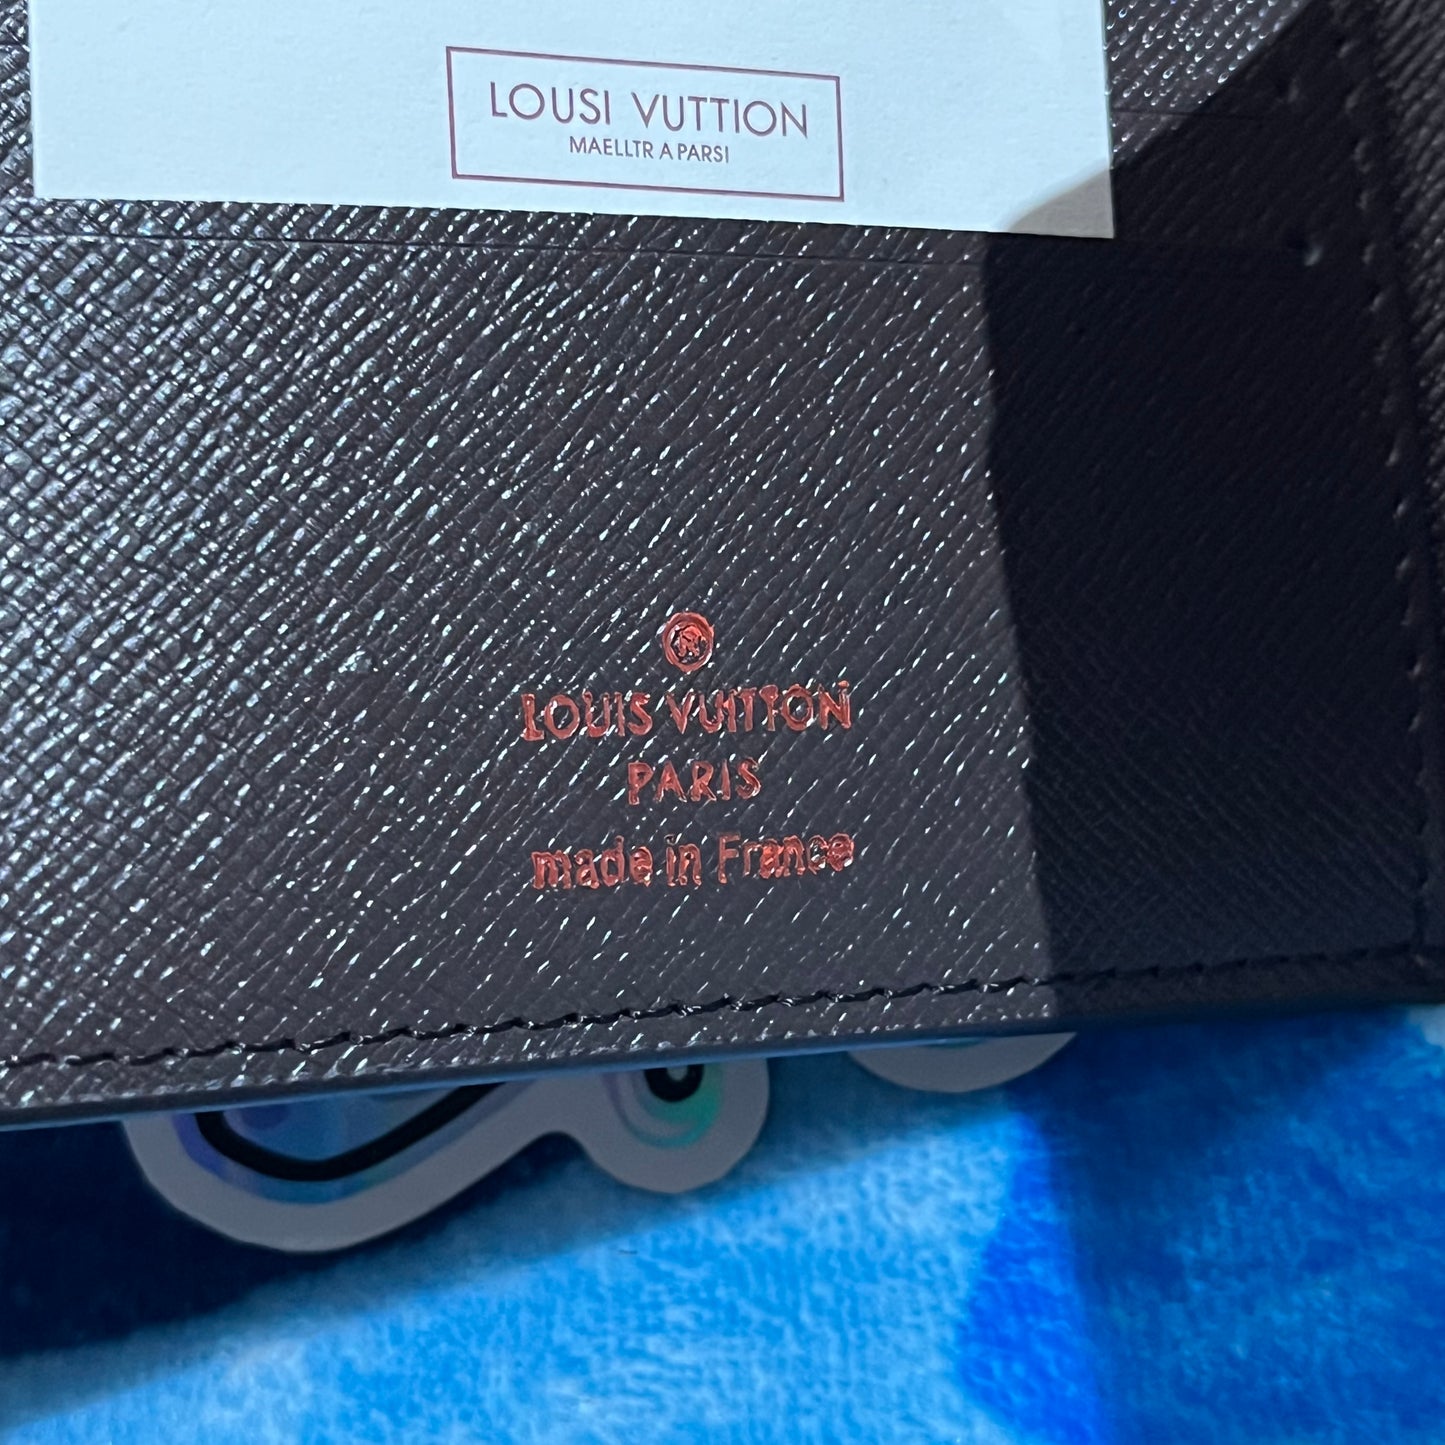 LOUSI VUTTION
MAELLTR A PARSI
®
LOUIS VUITTON
PARIS
made in France